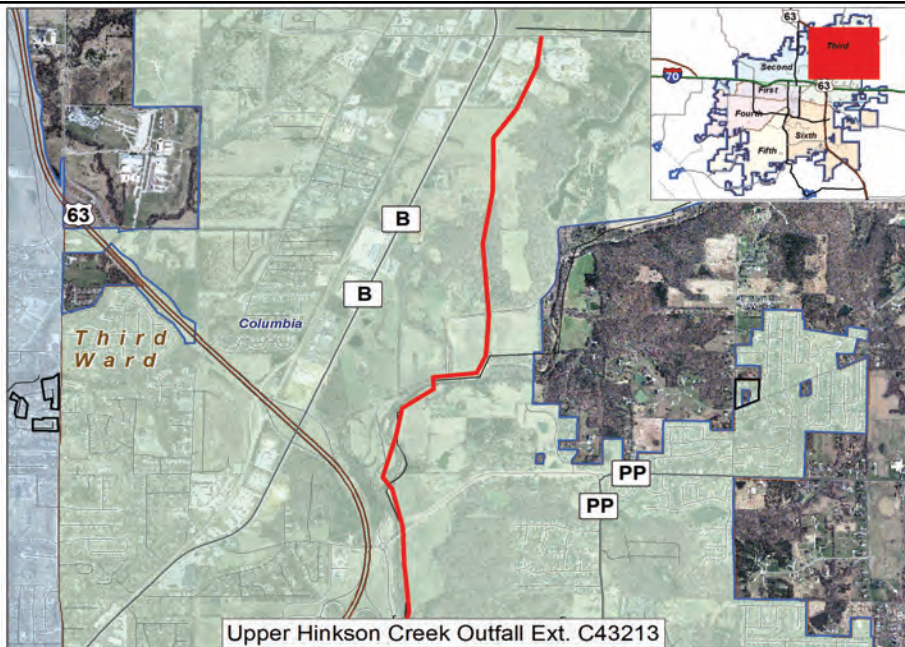 63
Third
Second
70
63
First
Fourth
Sixth
Fifth
63
B
B
Third
Ward
Columbia
PP
PP
Upper Hinkson Creek Outfall Ext. C43213